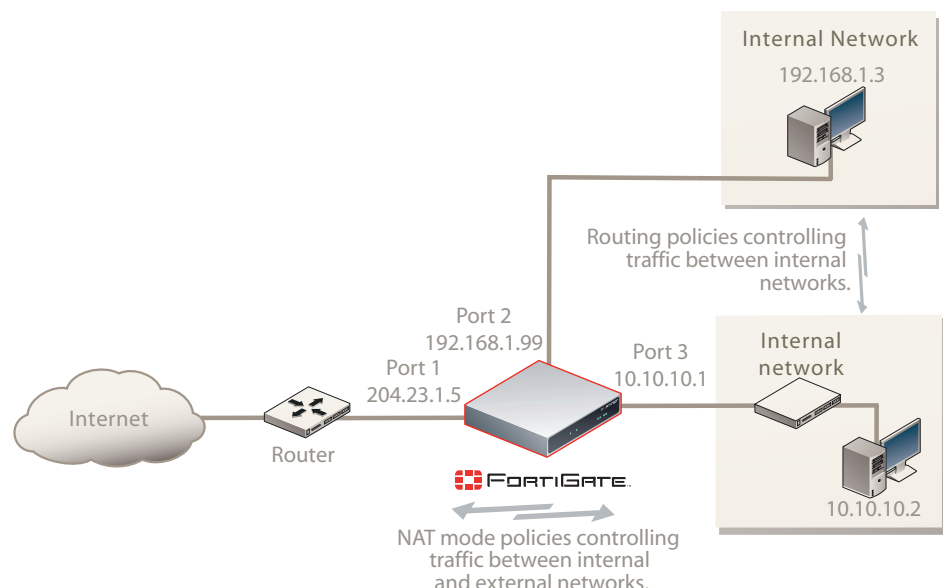 Internal Network
192.168.1.3
Routing policies controlling
traffic between internal
networks.
Port 2
192.168.1.99
Port 1
204.23.1.5
Port 3
10.10.10.1
Internal
network
Internet
Router
FORTIGATE
10.10.10.2
NAT mode policies controlling
traffic between internal
and external networks.